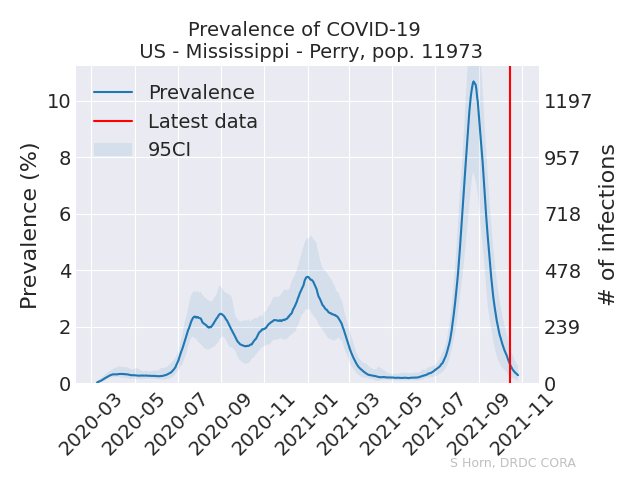 Prevalence of COVID-19
US - Mississippi - Perry, pop. 11973
Prevalence
Latest data
95CI
Prevalence (%)
10
8
6
4
2
0
1197
957
718
478
239
0
# of infections
2020-03
2020-05
2020-07
2020-09
2020-11
2021-01
2021-03
2021-05
2021-07
2021-09
2021-11
S Horn, DRDC CORA